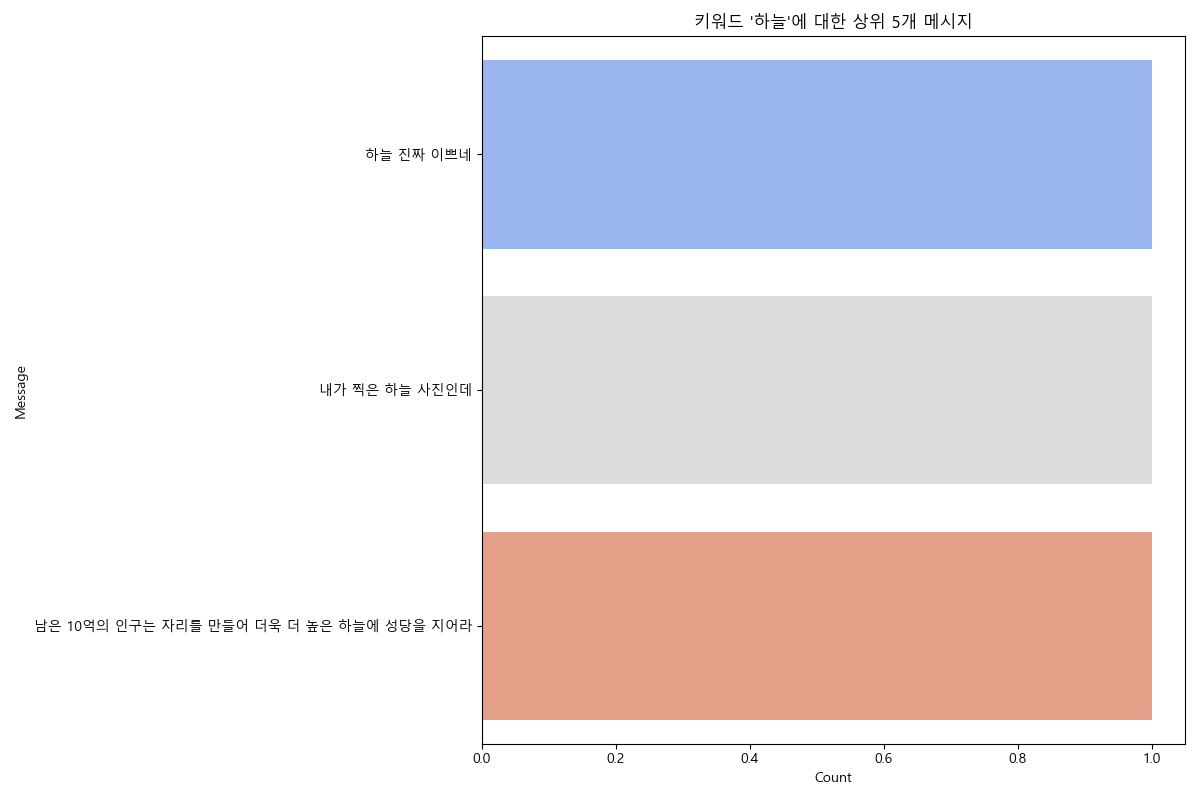 키워드 '하늘'에 대한 상위 5개 메시지
하늘 진짜 이쁘네
내가 찍은 하늘 사진인데
남은 10억의 인구는 자리를 만들어 더욱 더 높은 하늘에 성당을 지어라
Message
0.0 0.2 0.4 0.6 0.8 1.0
Count